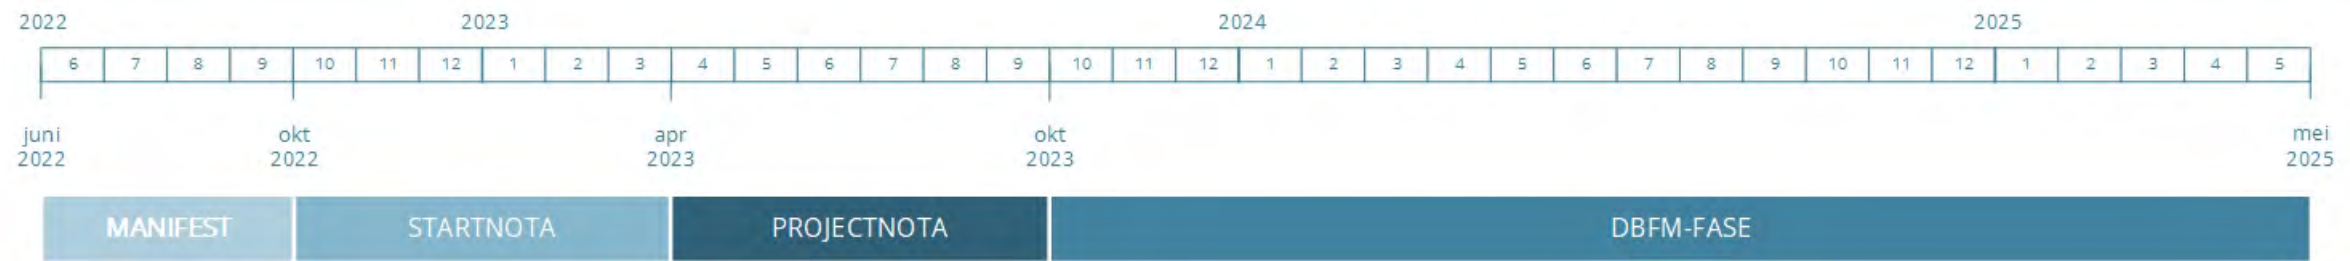 2022 2023 2024 2025
6 7 8 9 10 11 12 1 2 3 4 5 6 7 8 9 10 11 12 1 2 3 4 5 6 7 8 9 10 11 12 1 2 3 4 5
juni okt apr okt mei
2022 2022 2023 2023 2025
MANIFEST STARTNOTA PROJECTNOTA DBFM-FASE